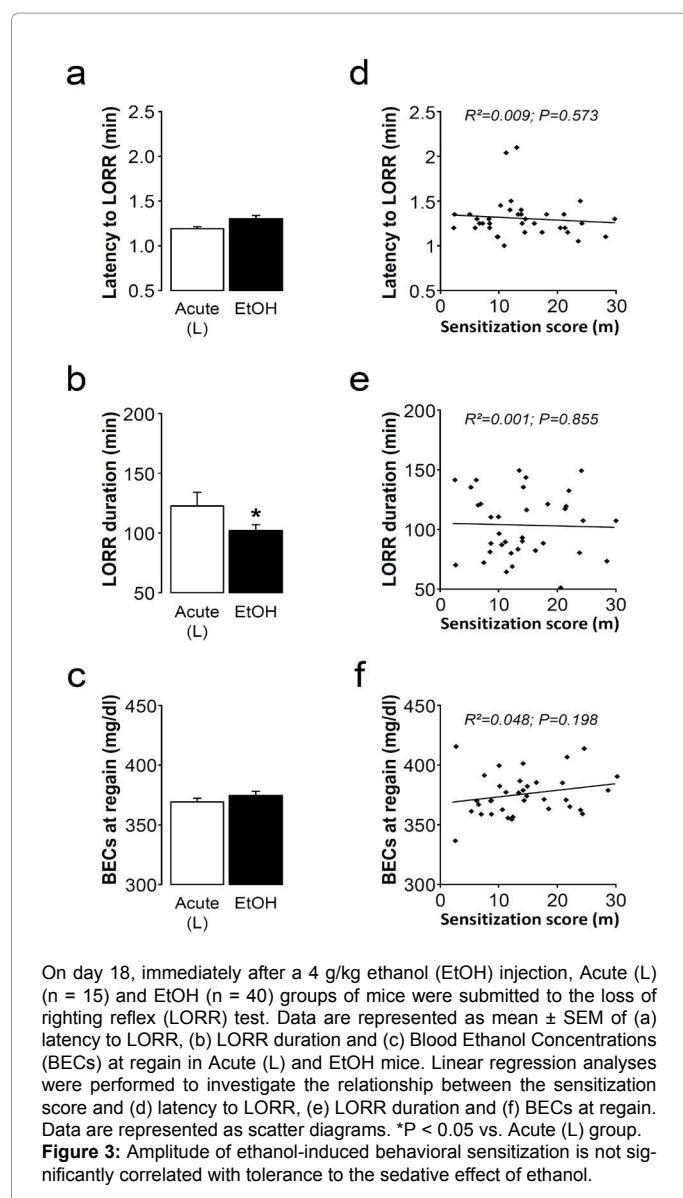 a
Latency to LORR (min)
2.5
2.0
1.5
1.0
0.5
Acute
(L)
EtOH
d
Latency to LORR (min)
2.5
2
1.5
1
0.5
R²=0.009; P=0.573
0
10
20
30
Sensitization score (m)
b
LORR duration (min)
200
150
100
50
*
Acute
(L)
EtOH
e
LORR duration (min)
200
150
100
50
R²=0.001; P=0.855
0
10
20
30
Sensitization score (m)
c
BECs at regain (mg/dl)
450
400
350
300
Acute
(L)
EtOH
f
BECs at regain (mg/dl)
450
400
350
300
R²=0.048; P=0.198
0
10
20
30
Sensitization score (m)
On day 18, immediately after a 4 g/kg ethanol (EtOH) injection, Acute (L)
(n = 15) and EtOH (n = 40) groups of mice were submitted to the loss of
righting reflex (LORR) test. Data are represented as mean ± SEM of (a)
latency to LORR, (b) LORR duration and (c) Blood Ethanol Concentrations
(BECs) at regain in Acute (L) and EtOH mice. Linear regression analyses
were performed to investigate the relationship between the sensitization
score and (d) latency to LORR, (e) LORR duration and (f) BECs at regain.
Data are represented as scatter diagrams. *P < 0.05 vs. Acute (L) group.
Figure 3: Amplitude of ethanol-induced behavioral sensitization is not sig-
nificantly correlated with tolerance to the sedative effect of ethanol.